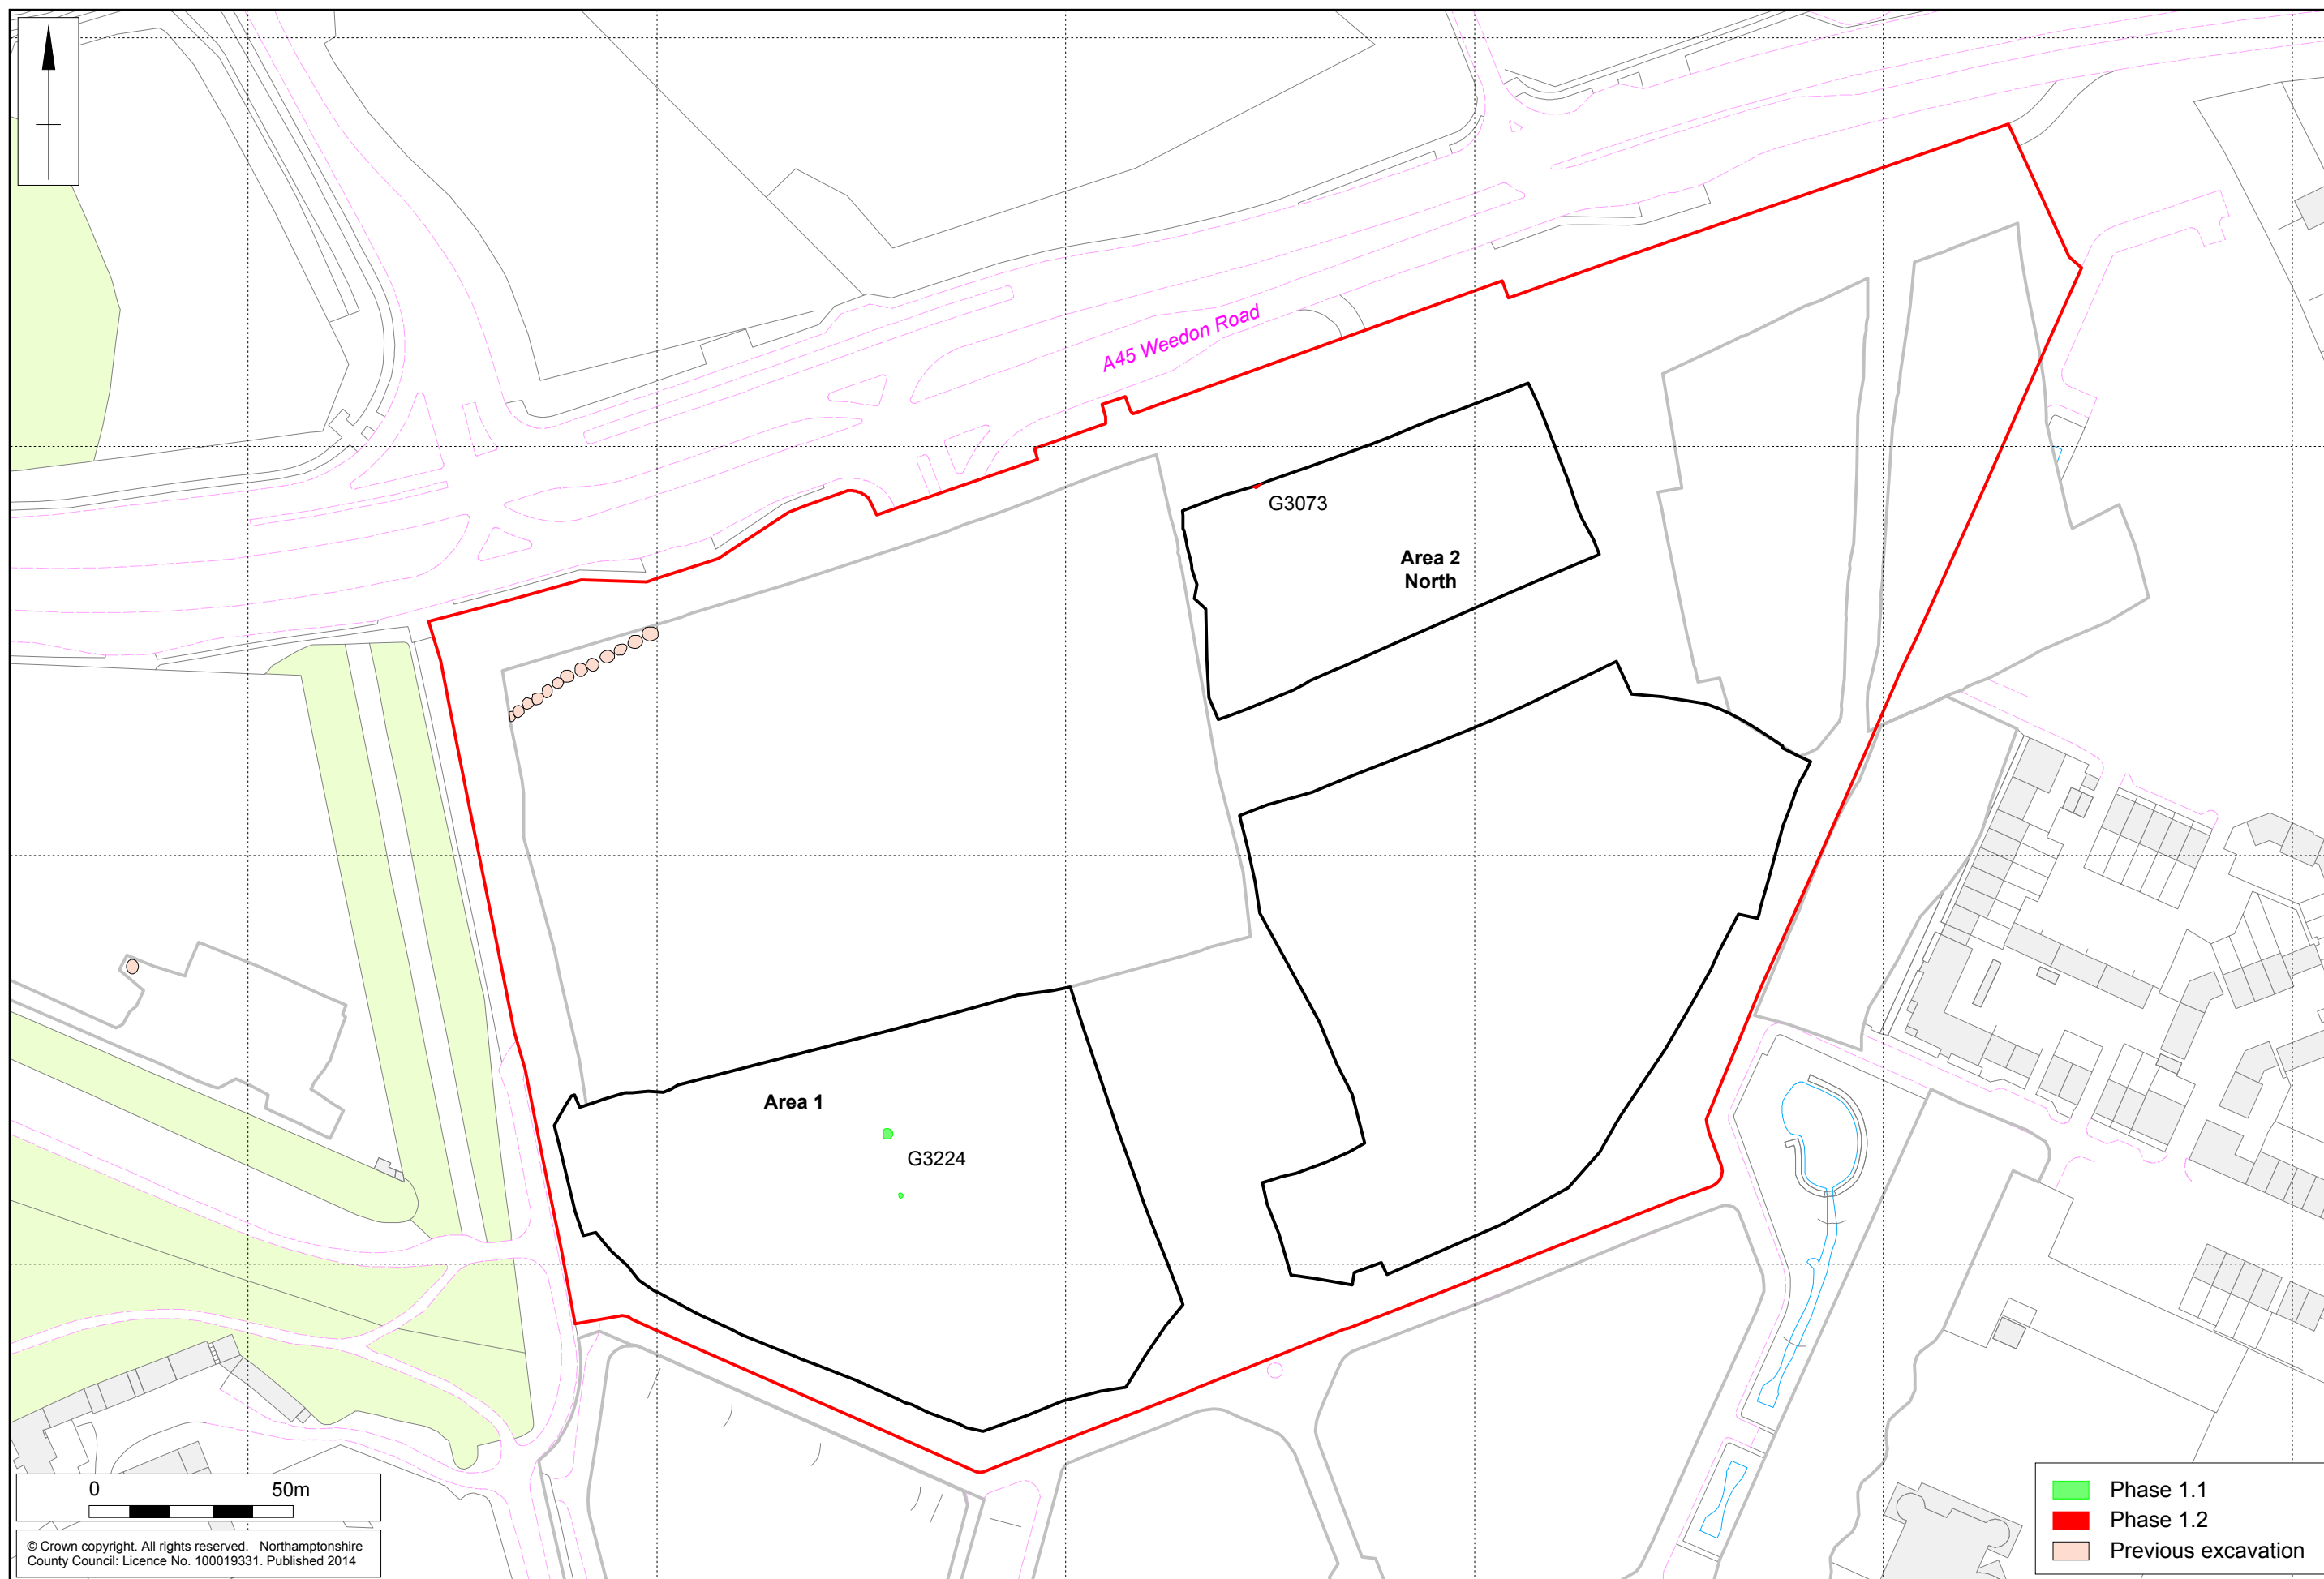 A45 Weedon Road
G3073
Area 2
North
Area 1
G3224
0 50m
© Crown copyright. All rights reserved. Northamptonshire
County Council: Licence No. 100019331. Published 2014
Phase 1.1
Phase 1.2
Previous excavation